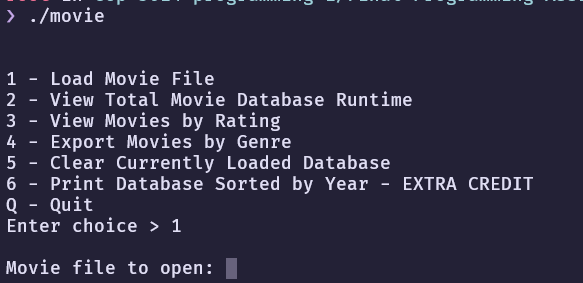 ❯ ./movie
1 - Load Movie File
2 - View Total Movie Database Runtime
3 - View Movies by Rating
4 - Export Movies by Genre
5 - Clear Currently Loaded Database
6 - Print Database Sorted by Year - EXTRA CREDIT
Q - Quit
Enter choice > 1
Movie file to open: